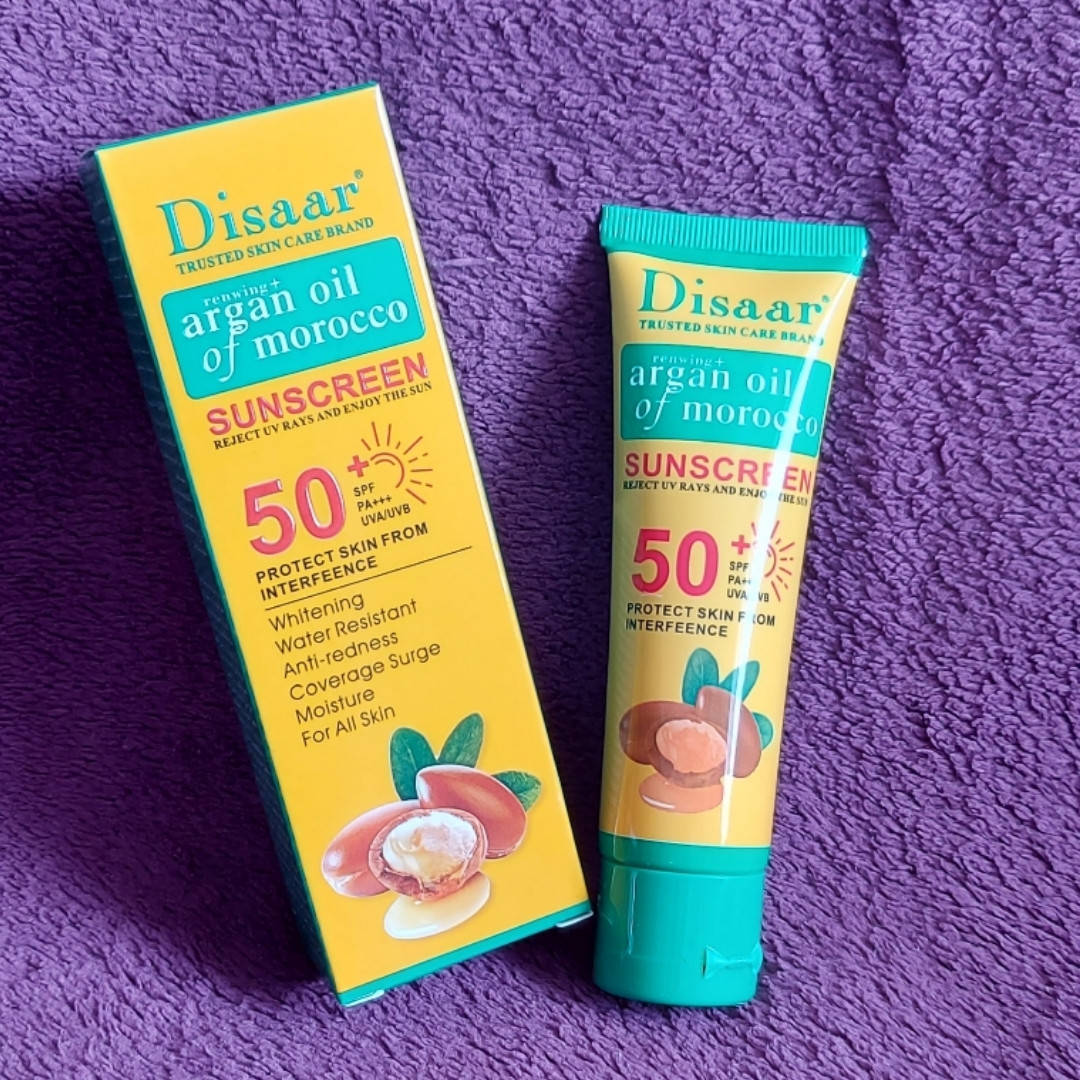 Disaar®
TRUSTED SKIN CARE BRAND
renwing+
argan oil
of morocco
SUNSCREEN
REJECT UV RAYS AND ENJOY THE SUN
50+
SPF
PA+++
UVA/UVB
PROTECT SKIN FROM
INTERFEENCE
Whitening
Water Resistant
Anti-redness
Coverage Surge
Moisture
For All Skin
Disaar®
TRUSTED SKIN CARE BRAND
renwing+
argan oil
of morocco
SUNSCREEN
REJECT UV RAYS AND ENJOY THE SUN
50+
SPF
PA++
UVA/UVB
PROTECT SKIN FROM
INTERFEENCE